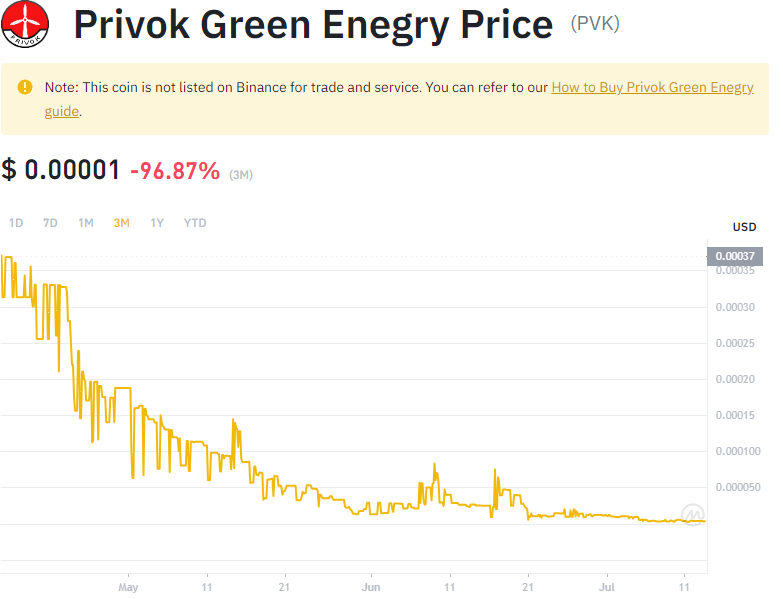 PRIVOK
Privok Green Enegry Price (PVK)
Note: This coin is not listed on Binance for trade and service. You can refer to our How to Buy Privok Green Enegry
guide.
$ 0.00001 -96.87% (3M)
1D 7D 1M 3M 1Y YTD
USD
0.00037
0.00035
0.00030
0.00025
0.00020
0.00015
0.000100
0.000050
May 11 21 Jun 11 21 Jul 11